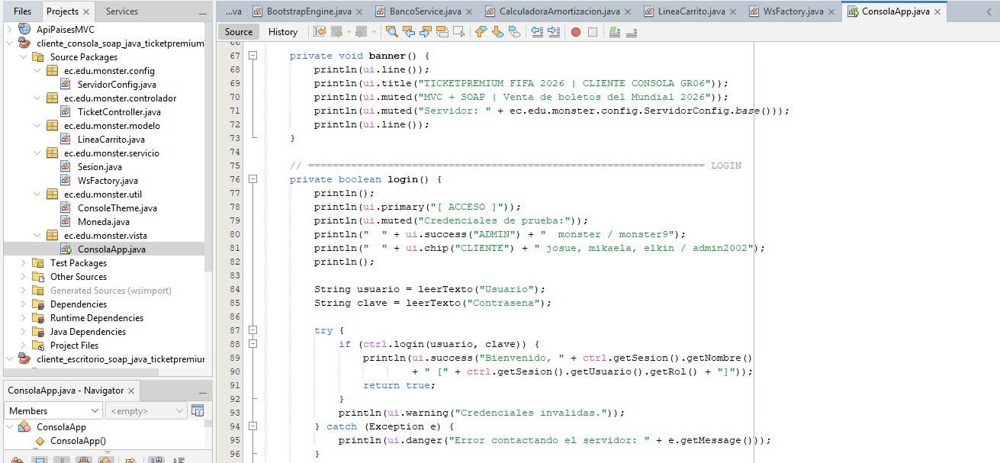 Files Projects Services
ApiPaisesMVC
cliente_consola_soap_java_ticketpremium
Source Packages
ec.edu.monster.config
ServidorConfig.java
ec.edu.monster.controlador
TicketController.java
ec.edu.monster.modelo
LineaCarrito.java
ec.edu.monster.servicio
Sesion.java
WsFactory.java
ec.edu.monster.util
ConsoleTheme.java
Moneda.java
ec.edu.monster.vista
ConsolaApp.java
Test Packages
Other Sources
Generated Sources (wsimport)
Dependencies
Runtime Dependencies
Java Dependencies
Project Files
cliente_escritorio_soap_java_ticketpremiur
ConsolaApp.java - Navigator
Members <empty>
ConsolaApp
ConsolaApp()
...va BootstrapEngine.java BancoService.java CalculadoraAmortizacion.java LineaCarrito.java WsFactory.java ConsolaApp.java
Source History
66
67 private void banner() {
68 println(ui.line());
69 println(ui.title("TICKETPREMIUM FIFA 2026 | CLIENTE CONSOLA GR06"));
70 println(ui.muted("MVC + SOAP | Venta de boletos del Mundial 2026"));
71 println(ui.muted("Servidor: " + ec.edu.monster.config.ServidorConfig.base()));
72 println(ui.line());
73 }
74
75 // ================================================================= LOGIN
76 private boolean login() {
77 println();
78 println(ui.primary("[ ACCESO ]"));
79 println(ui.muted("Credenciales de prueba:"));
80 println("  " + ui.success("ADMIN") + "  monster / monster9");
81 println("  " + ui.chip("CLIENTE") + " josue, mikaela, elkin / admin2002");
82 println();
83
84 String usuario = leerTexto("Usuario");
85 String clave = leerTexto("Contrasena");
86
87 try {
88 if (ctrl.login(usuario, clave)) {
89 println(ui.success("Bienvenido, " + ctrl.getSesion().getNombre()
90 + " [" + ctrl.getSesion().getUsuario().getRol() + "]"));
91 return true;
92 }
93 println(ui.warning("Credenciales invalidas."));
94 } catch (Exception e) {
95 println(ui.danger("Error contactando el servidor: " + e.getMessage()));
96 }